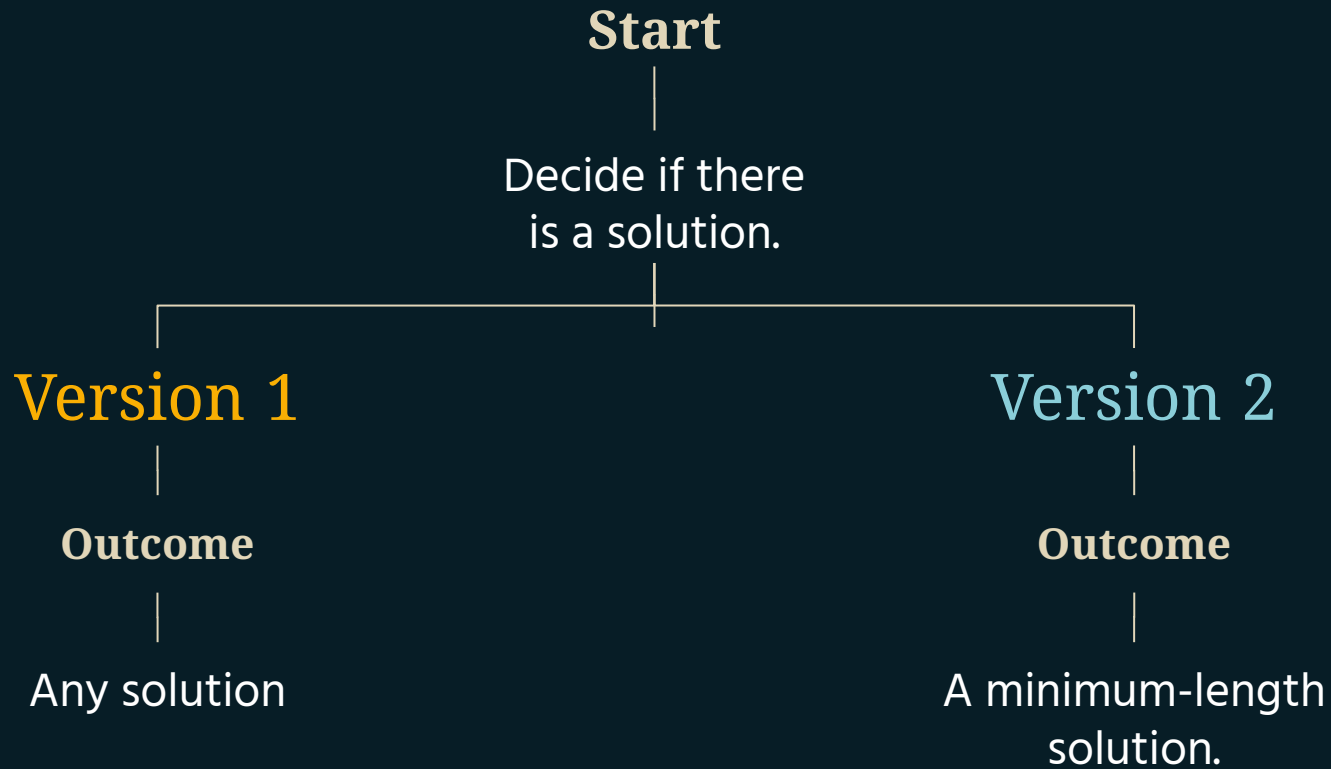 Start
Decide if there
is a solution.
Version 1
Version 2
Outcome
Outcome
Any solution
A minimum-length
solution.